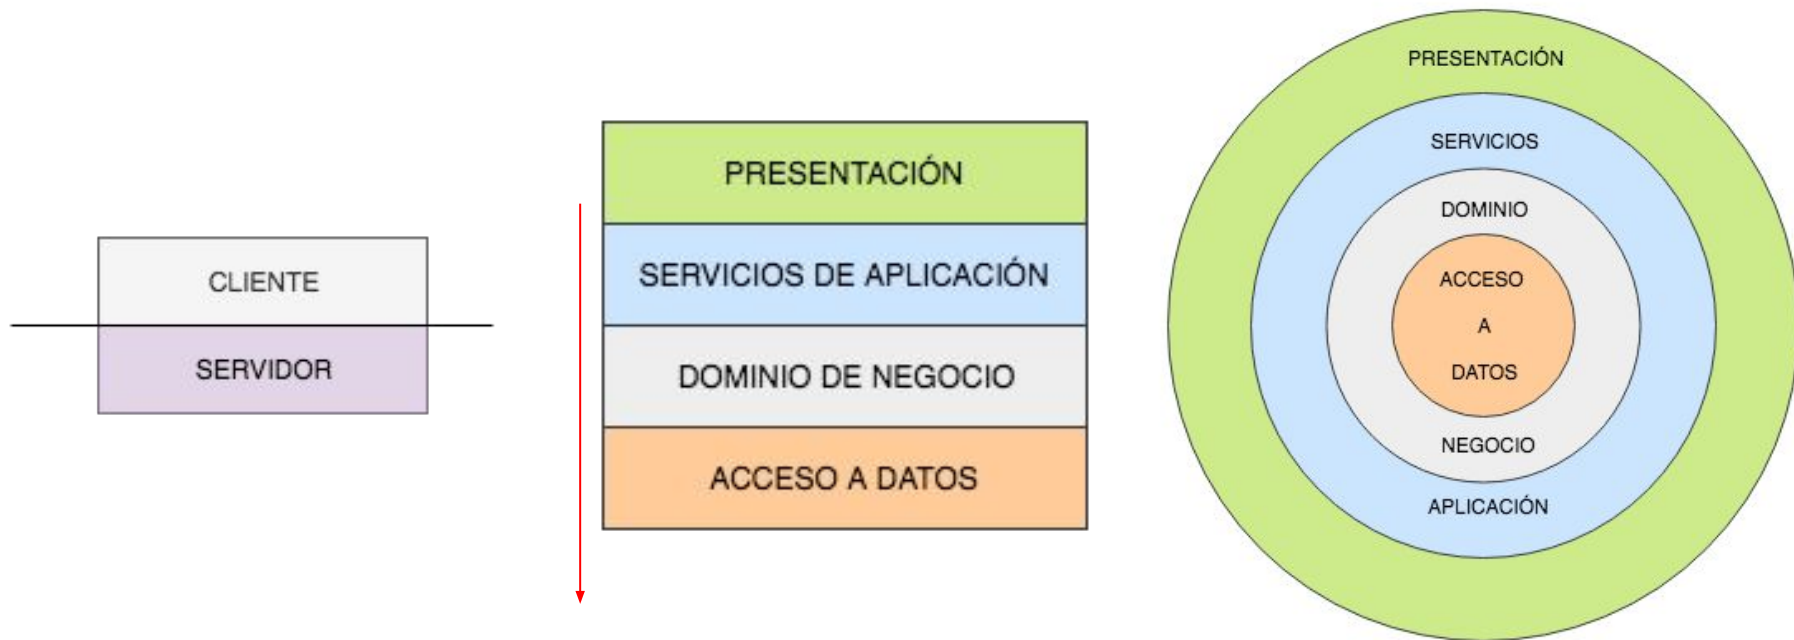 CLIENTE
SERVIDOR
PRESENTACIÓN
SERVICIOS DE APLICACIÓN
DOMINIO DE NEGOCIO
ACCESO A DATOS
PRESENTACIÓN
SERVICIOS
DOMINIO
ACCESO
A
DATOS
NEGOCIO
APLICACIÓN